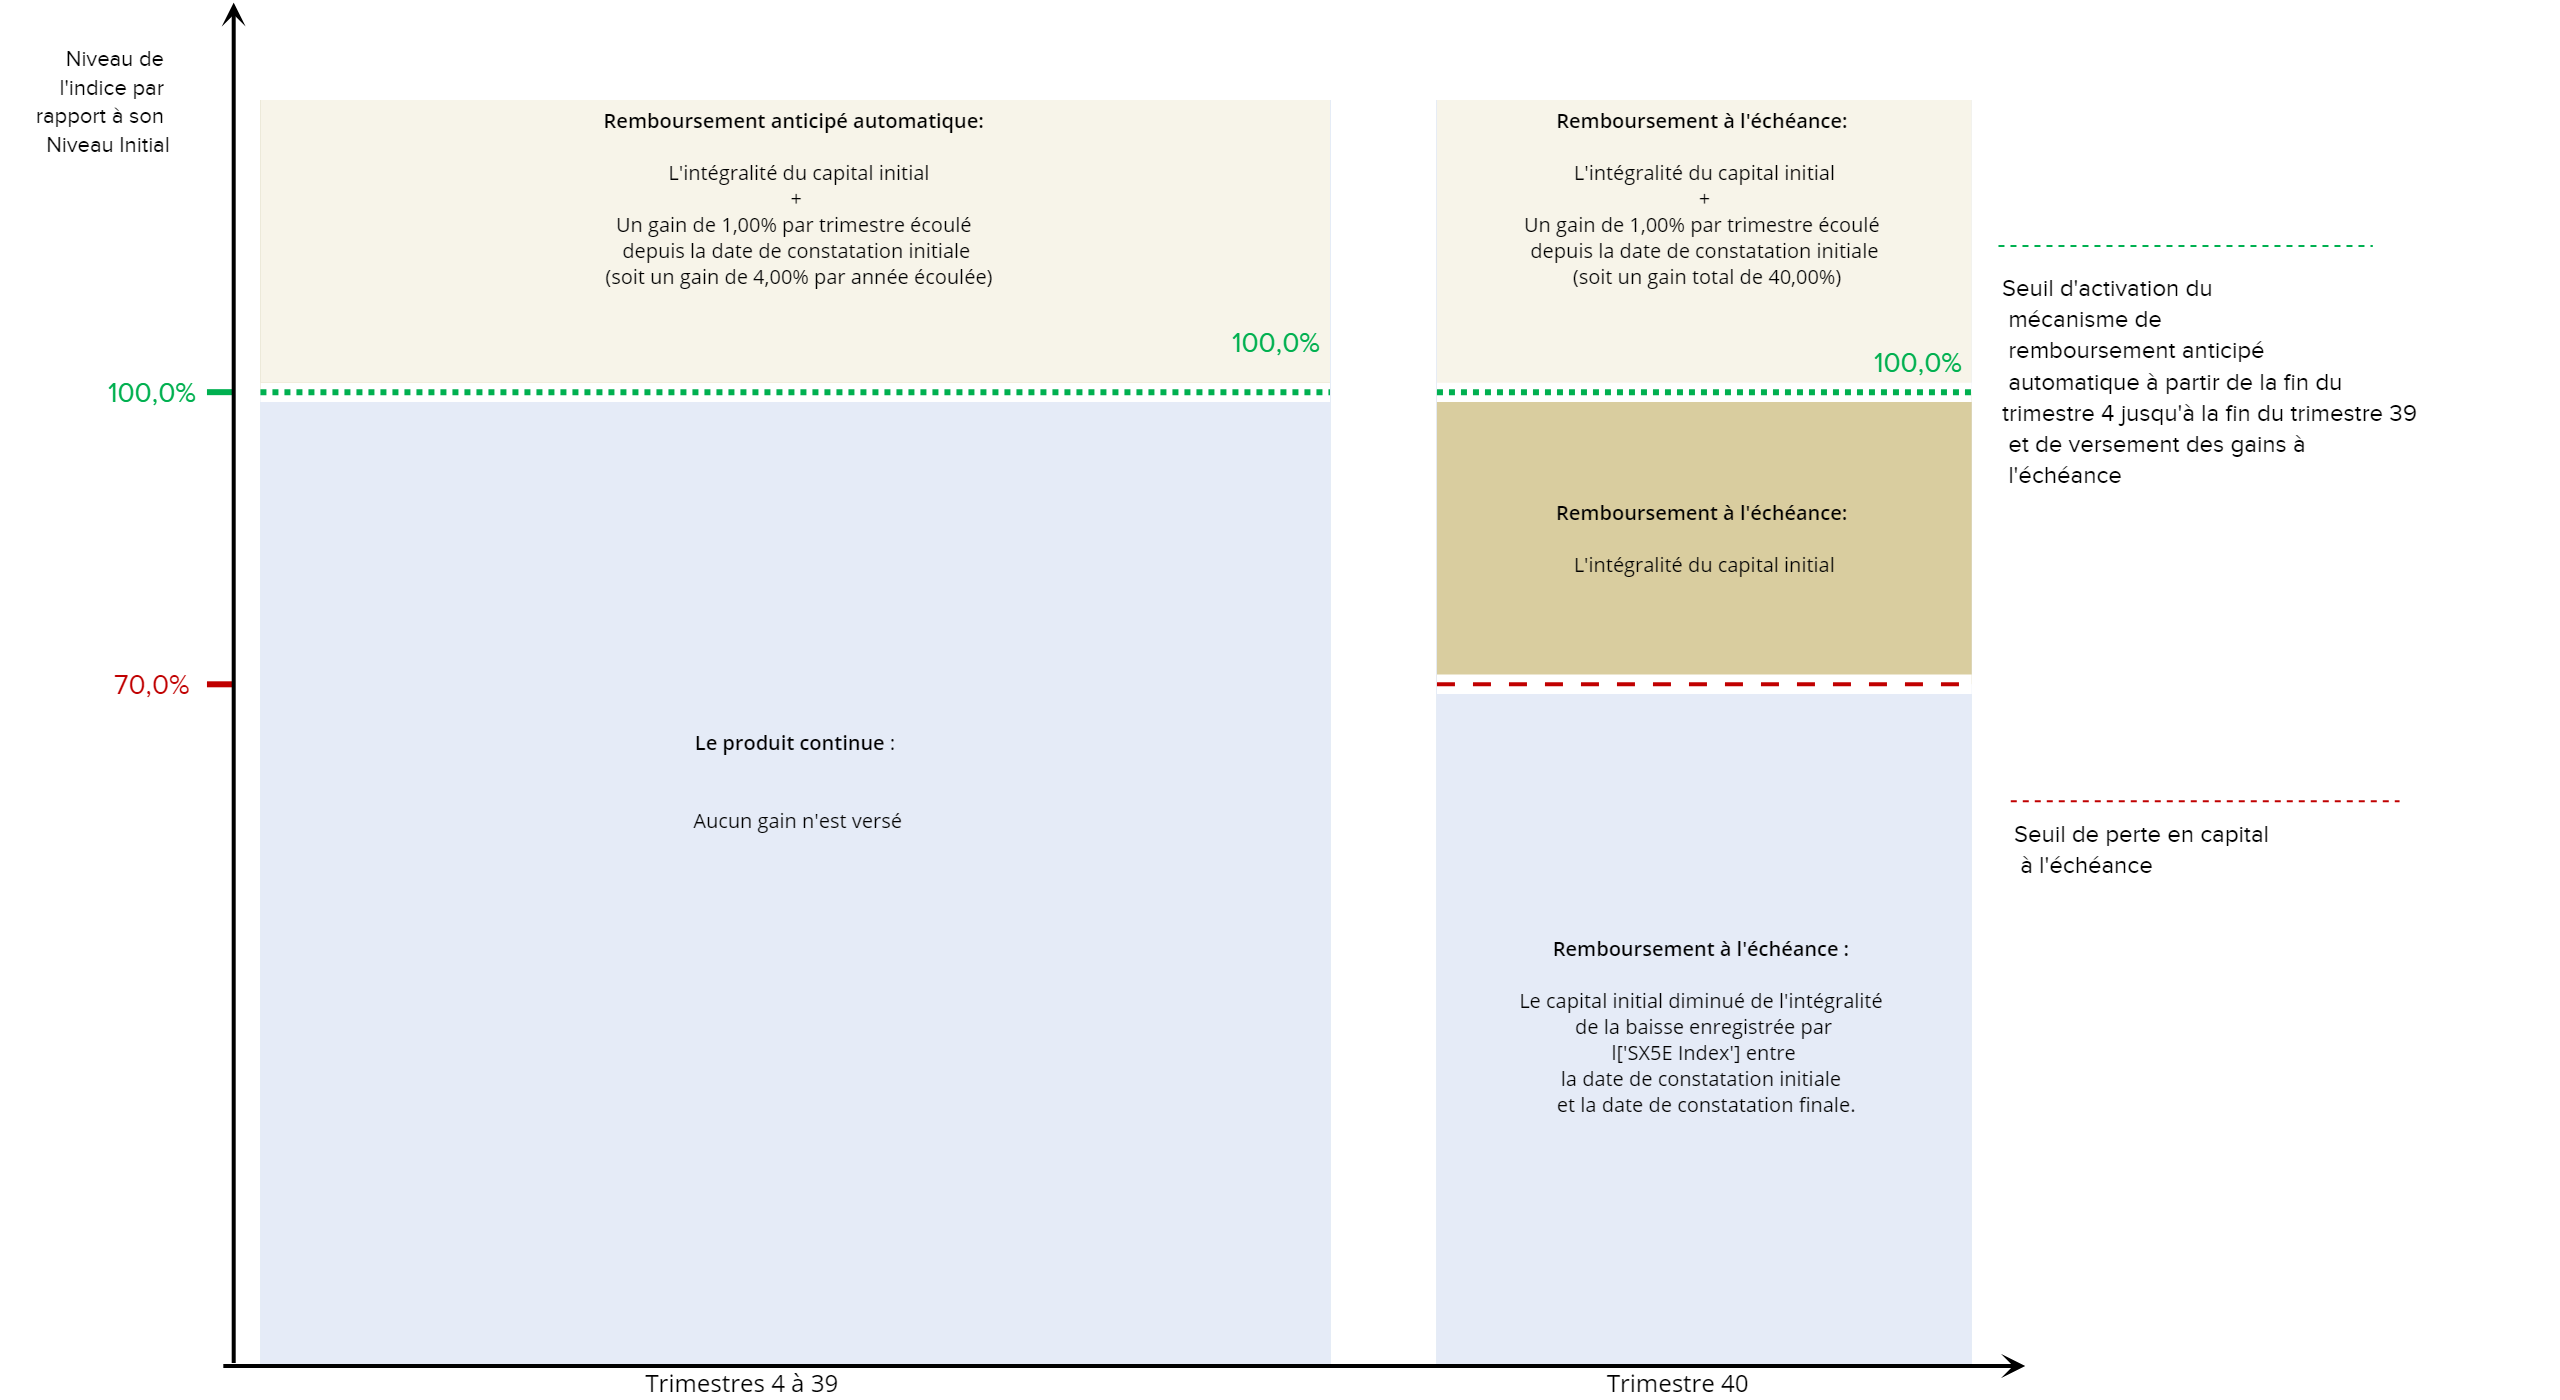 Niveau de
l'indice par
rapport à son
Niveau Initial
Remboursement anticipé automatique:
L'intégralité du capital initial
+
Un gain de 1,00% par trimestre écoulé
depuis la date de constatation initiale
(soit un gain de 4,00% par année écoulée)
100,0%
Remboursement à l'échéance:
L'intégralité du capital initial
+
Un gain de 1,00% par trimestre écoulé
depuis la date de constatation initiale
(soit un gain total de 40,00%)
100,0%
Seuil d'activation du
mécanisme de
remboursement anticipé
automatique à partir de la fin du
trimestre 4 jusqu'à la fin du trimestre 39
et de versement des gains à
l'échéance
100,0%
Remboursement à l'échéance:
L'intégralité du capital initial
70,0%
Le produit continue :
Aucun gain n'est versé
Seuil de perte en capital
à l'échéance
Remboursement à l'échéance :
Le capital initial diminué de l'intégralité
de la baisse enregistrée par
l['SX5E Index'] entre
la date de constatation initiale
et la date de constatation finale.
Trimestres 4 à 39
Trimestre 40